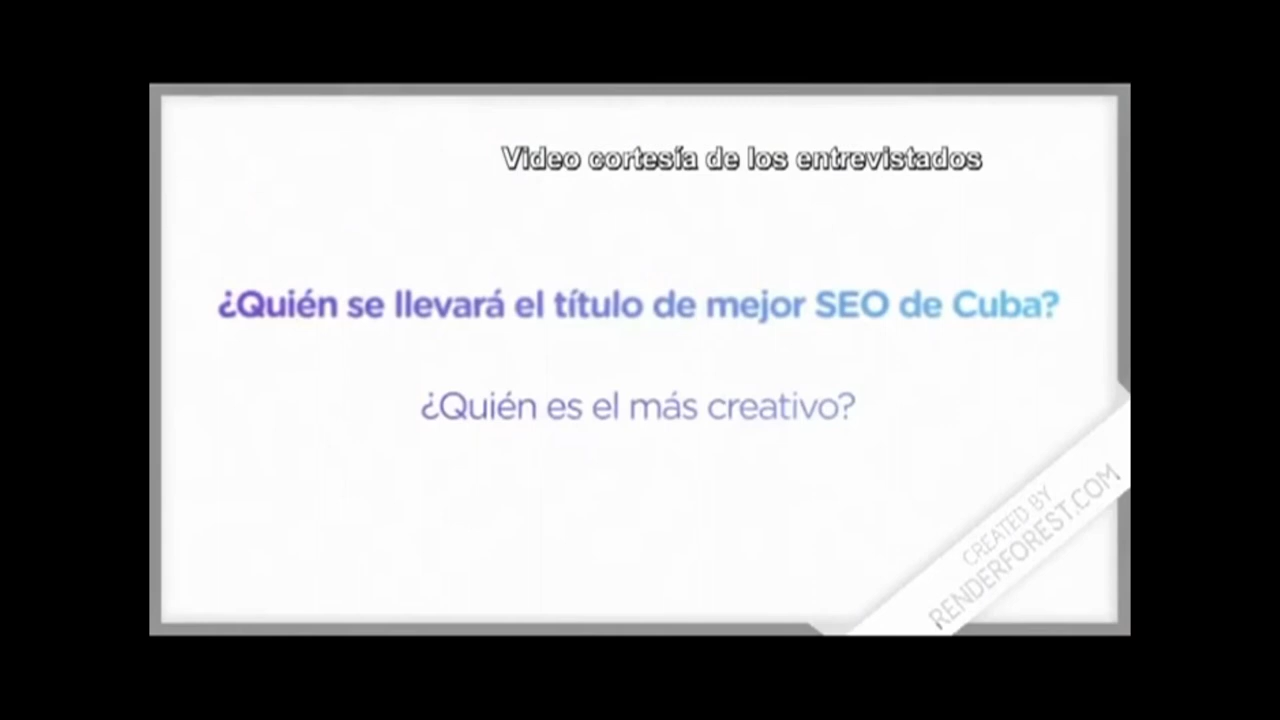 Video cortesía de los entrevistados
¿Quién se llevará el título de mejor SEO de Cuba?
¿Quién es el más creativo?
CREATED BY
RENDERFOREST.COM